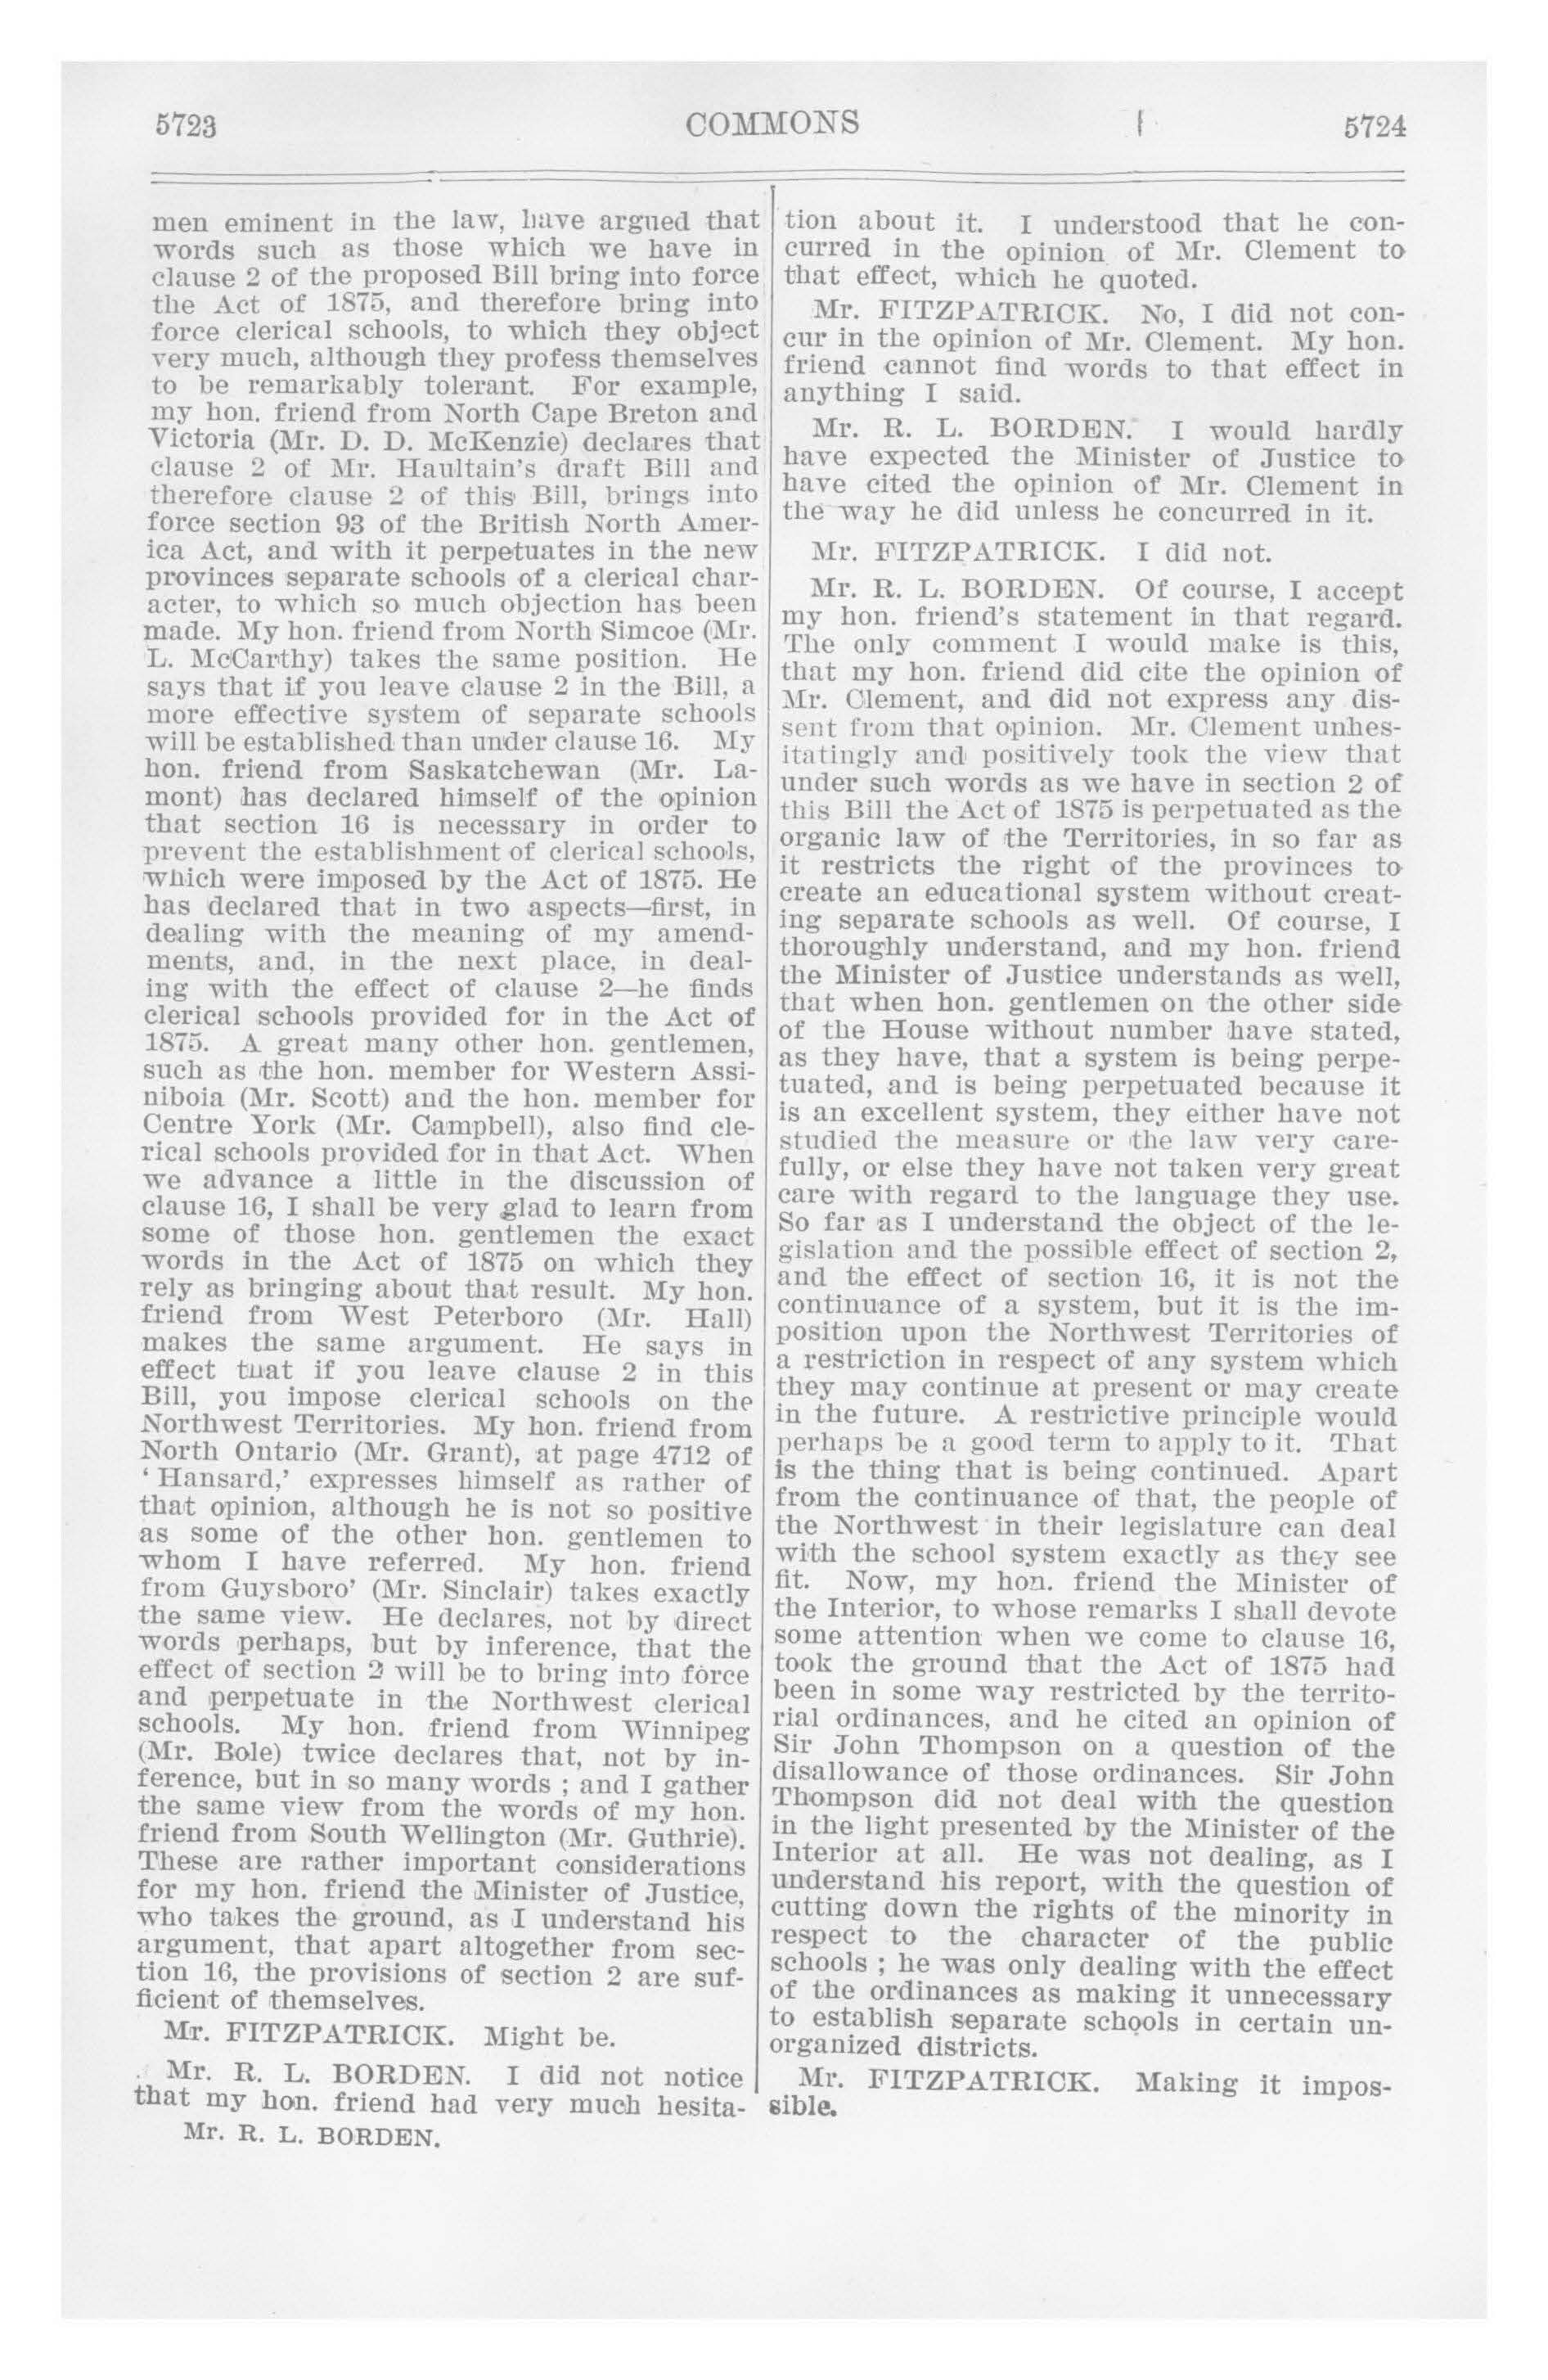 5723
COMMONS
5724
men eminent in the law, have argued that
words such as those which we have in
clause 2 of the proposed Bill bring into force
the Act of 1875, and therefore bring into
force clerical schools, to which they object
very much, although they profess themselves
to be remarkably tolerant. For example,
my hon. friend from North Cape Breton and
Victoria (Mr. D. D. McKenzie) declares that
clause 2 of Mr. Haultain's draft Bill and
therefore clause 2 of this Bill, brings into
force section 93 of the British North Amer-
ica Act, and with it perpetuates in the new
provinces separate schools of a clerical char-
acter, to which so much objection has been
made. My hon. friend from North Simcoe (Mr.
L. McCarthy) takes the same position. He
says that if you leave clause 2 in the Bill, a
more effective system of separate schools
will be established than under clause 16. My
hon. friend from Saskatchewan (Mr. La-
mont) has declared himself of the opinion
that section 16 is necessary in order to
prevent the establishment of clerical schools,
which were imposed by the Act of 1875. He
has declared that in two aspects—first, in
dealing with the meaning of my amend-
ments, and, in the next place, in deal-
ing with the effect of clause 2—he finds
clerical schools provided for in the Act of
1875. A great many other hon. gentlemen,
such as the hon. member for Western Assi-
niboia (Mr. Scott) and the hon. member for
Centre York (Mr. Campbell), also find cle-
rical schools provided for in that Act. When
we advance a little in the discussion of
clause 16, I shall be very glad to learn from
some of those hon. gentlemen the exact
words in the Act of 1875 on which they
rely as bringing about that result. My hon.
friend from West Peterboro (Mr. Hall)
makes the same argument. He says in
effect that if you leave clause 2 in this
Bill, you impose clerical schools on the
Northwest Territories. My hon. friend from
North Ontario (Mr. Grant), at page 4712 of
' Hansard,' expresses himself as rather of
that opinion, although he is not so positive
as some of the other hon. gentlemen to
whom I have referred. My hon. friend
from Guysboro' (Mr. Sinclair) takes exactly
the same view. He declares, not by direct
words perhaps, but by inference, that the
effect of section 2 will be to bring into force
and perpetuate in the Northwest clerical
schools. My hon. friend from Winnipeg
(Mr. Bole) twice declares that, not by in-
ference, but in so many words ; and I gather
the same view from the words of my hon.
friend from South Wellington (Mr. Guthrie).
These are rather important considerations
for my hon. friend the Minister of Justice,
who takes the ground, as I understand his
argument, that apart altogether from sec-
tion 16, the provisions of section 2 are suf-
ficient of themselves.
Mr. FITZPATRICK. Might be.
Mr. R. L. BORDEN. I did not notice
that my hon. friend had very much hesita-
Mr. R. L. BORDEN.
tion about it. I understood that he con-
curred in the opinion of Mr. Clement to
that effect, which he quoted.
Mr. FITZPATRICK. No, I did not con-
cur in the opinion of Mr. Clement. My hon.
friend cannot find words to that effect in
anything I said.
Mr. R. L. BORDEN. I would hardly
have expected the Minister of Justice to
have cited the opinion of Mr. Clement in
the way he did unless he concurred in it.
Mr. FITZPATRICK. I did not.
Mr. R. L. BORDEN. Of course, I accept
my hon. friend's statement in that regard.
The only comment I would make is this,
that my hon. friend did cite the opinion of
Mr. Clement, and did not express any dis-
sent from that opinion. Mr. Clement unhes-
itatingly and positively took the view that
under such words as we have in section 2 of
this Bill the Act of 1875 is perpetuated as the
organic law of the Territories, in so far as
it restricts the right of the provinces to
create an educational system without creat-
ing separate schools as well. Of course, I
thoroughly understand, and my hon. friend
the Minister of Justice understands as well,
that when hon. gentlemen on the other side
of the House without number have stated,
as they have, that a system is being perpe-
tuated, and is being perpetuated because it
is an excellent system, they either have not
studied the measure or the law very care-
fully, or else they have not taken very great
care with regard to the language they use.
So far as I understand the object of the le-
gislation and the possible effect of section 2,
and the effect of section 16, it is not the
continuance of a system, but it is the im-
position upon the Northwest Territories of
a restriction in respect of any system which
they may continue at present or may create
in the future. A restrictive principle would
perhaps be a good term to apply to it. That
is the thing that is being continued. Apart
from the continuance of that, the people of
the Northwest in their legislature can deal
with the school system exactly as they see
fit. Now, my hon. friend the Minister of
the Interior, to whose remarks I shall devote
some attention when we come to clause 16,
took the ground that the Act of 1875 had
been in some way restricted by the territo-
rial ordinances, and he cited an opinion of
Sir John Thompson on a question of the
disallowance of those ordinances. Sir John
Thompson did not deal with the question
in the light presented by the Minister of the
Interior at all. He was not dealing, as I
understand his report, with the question of
cutting down the rights of the minority in
respect to the character of the public
schools ; he was only dealing with the effect
of the ordinances as making it unnecessary
to establish separate schools in certain un-
organized districts.
Mr. FITZPATRICK. Making it impos-
sible.